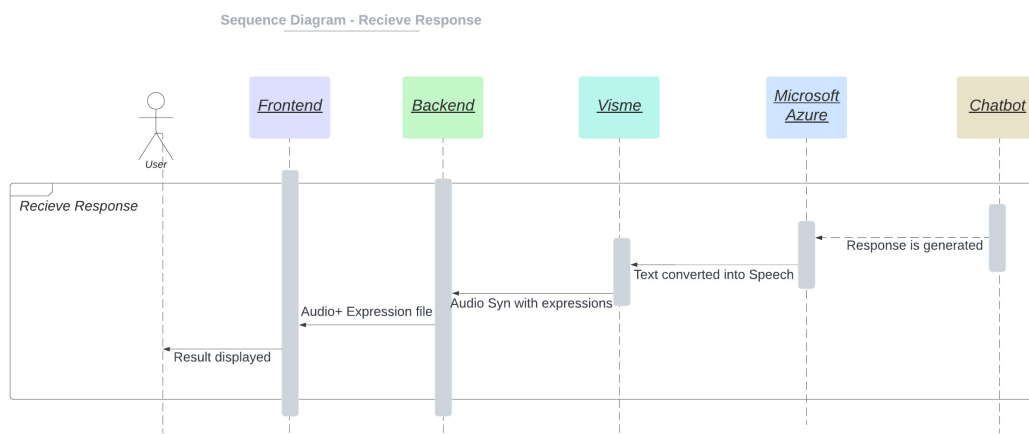 Sequence Diagram - Recieve Response
Frontend
Backend
Visme
Microsoft
Azure
Chatbot
User
Recieve Response
Response is generated
Text converted into Speech
Audio Syn with expressions
Audio+ Expression file
Result displayed